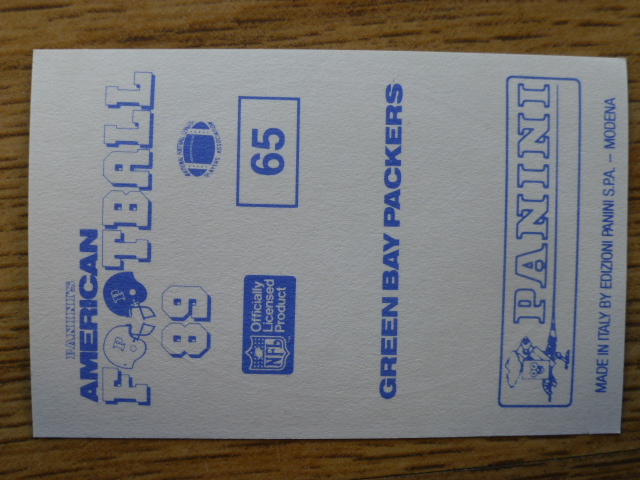 PANINI'S
AMERICAN
FOOTBALL
89
P
P
65
NFL
Officially
Licensed
Product
GREEN BAY PACKERS
PANINI
MADE IN ITALY BY EDIZIONI PANINI S.P.A. – MODENA